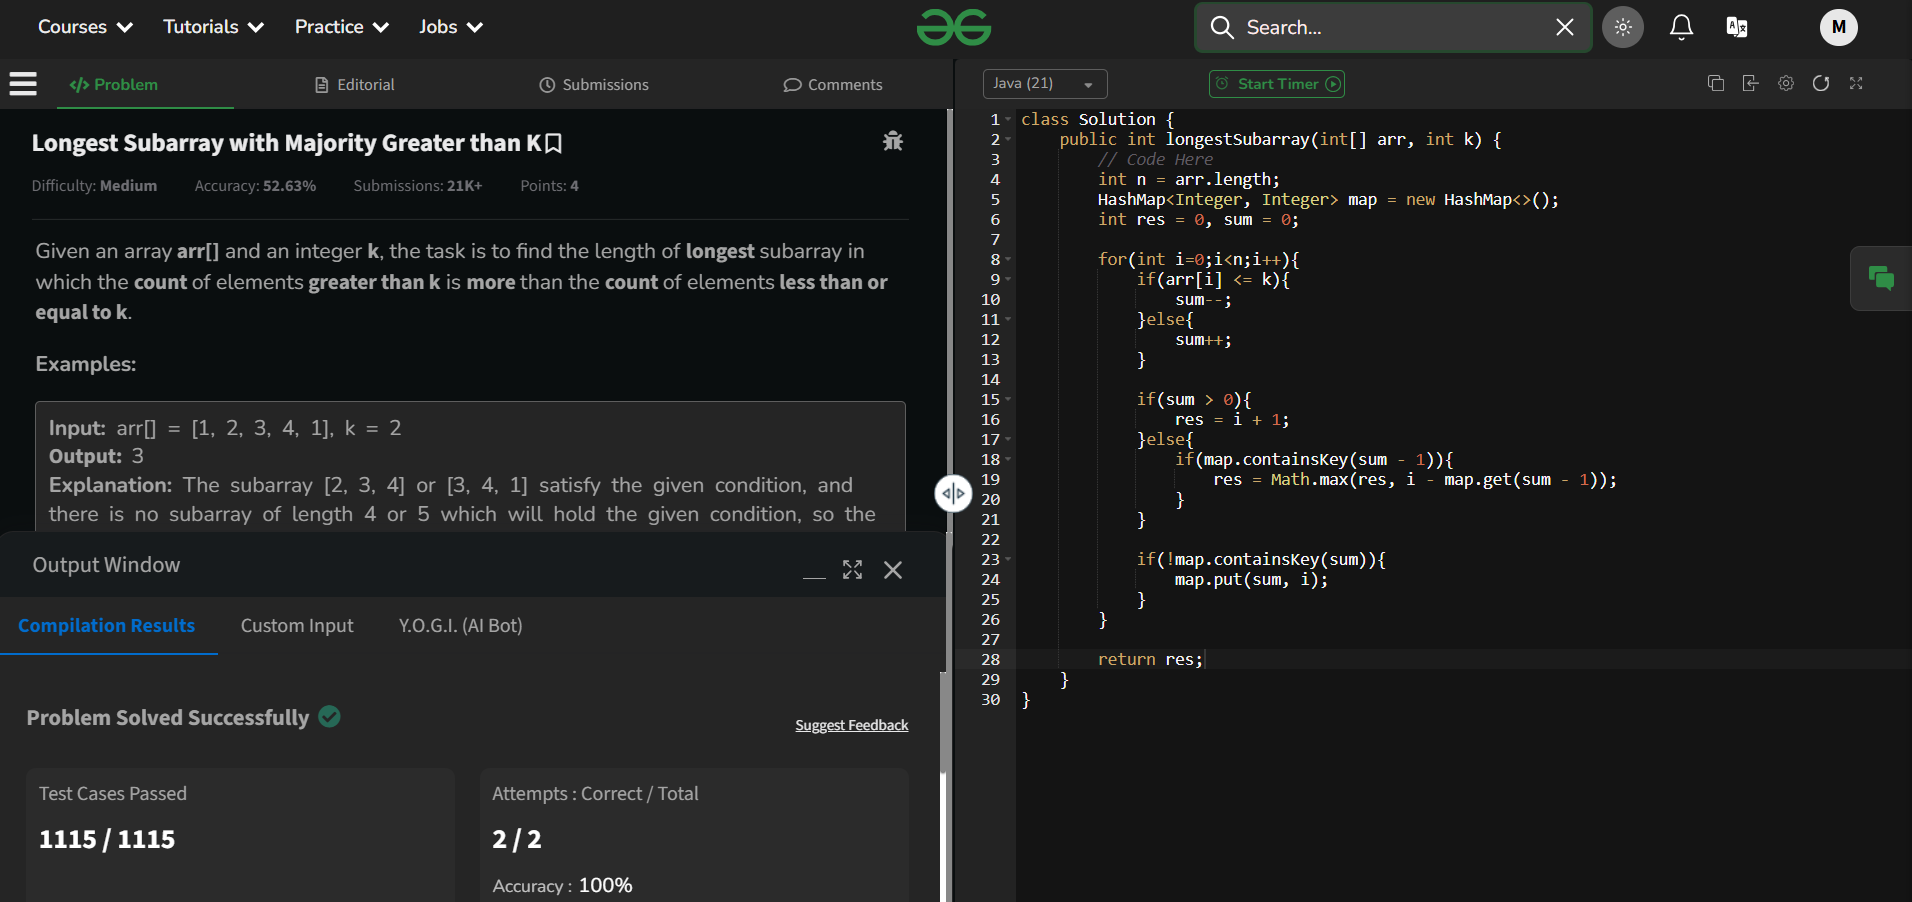 Courses Tutorials Practice Jobs Search... M
Problem Editorial Submissions Comments
Longest Subarray with Majority Greater than K
Difficulty: Medium Accuracy: 52.63% Submissions: 21K+ Points: 4
Given an array arr[] and an integer k, the task is to find the length of longest subarray in
which the count of elements greater than k is more than the count of elements less than or
equal to k.
Examples:
Input: arr[] = [1, 2, 3, 4, 1], k = 2
Output: 3
Explanation: The subarray [2, 3, 4] or [3, 4, 1] satisfy the given condition, and
there is no subarray of length 4 or 5 which will hold the given condition, so the
Output Window
Compilation Results Custom Input Y.O.G.I. (AI Bot)
Problem Solved Successfully
Suggest Feedback
Test Cases Passed
1115 / 1115
Attempts : Correct / Total
2 / 2
Accuracy : 100%
Java (21) Start Timer
1 class Solution {
2     public int longestSubarray(int[] arr, int k) {
3         // Code Here
4         int n = arr.length;
5         HashMap<Integer, Integer> map = new HashMap<>();
6         int res = 0, sum = 0;
7
8         for(int i=0;i<n;i++){
9             if(arr[i] <= k){
10                 sum--;
11             }else{
12                 sum++;
13             }
14
15             if(sum > 0){
16                 res = i + 1;
17             }else{
18                 if(map.containsKey(sum - 1)){
19                     res = Math.max(res, i - map.get(sum - 1));
20                 }
21             }
22
23             if(!map.containsKey(sum)){
24                 map.put(sum, i);
25             }
26         }
27
28         return res;
29     }
30 }